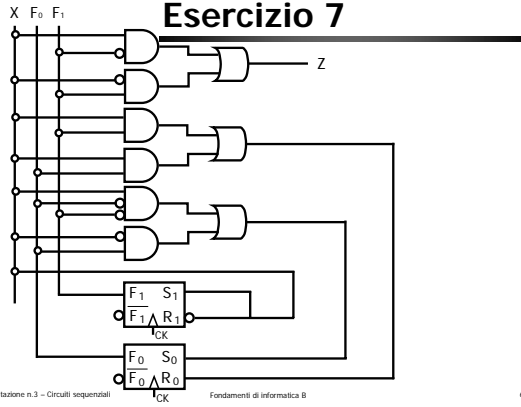 Esercizio 7
X F0 F1
Z
F1 S1
F1 R1
CK
F0 S0
F0 R0
CK
tazione n.3 – Circuiti sequenziali
Fondamenti di informatica B